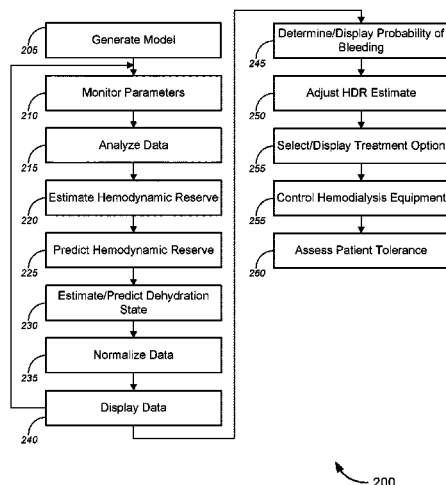 Generate Model
205
Monitor Parameters
210
Analyze Data
215
Estimate Hemodynamic Reserve
220
Predict Hemodynamic Reserve
225
Estimate/Predict Dehydration
State
230
Normalize Data
235
Display Data
240
Determine/Display Probability of
Bleeding
245
Adjust HDR Estimate
250
Select/Display Treatment Option
255
Control Hemodialysis Equipment
255
Assess Patient Tolerance
260
200